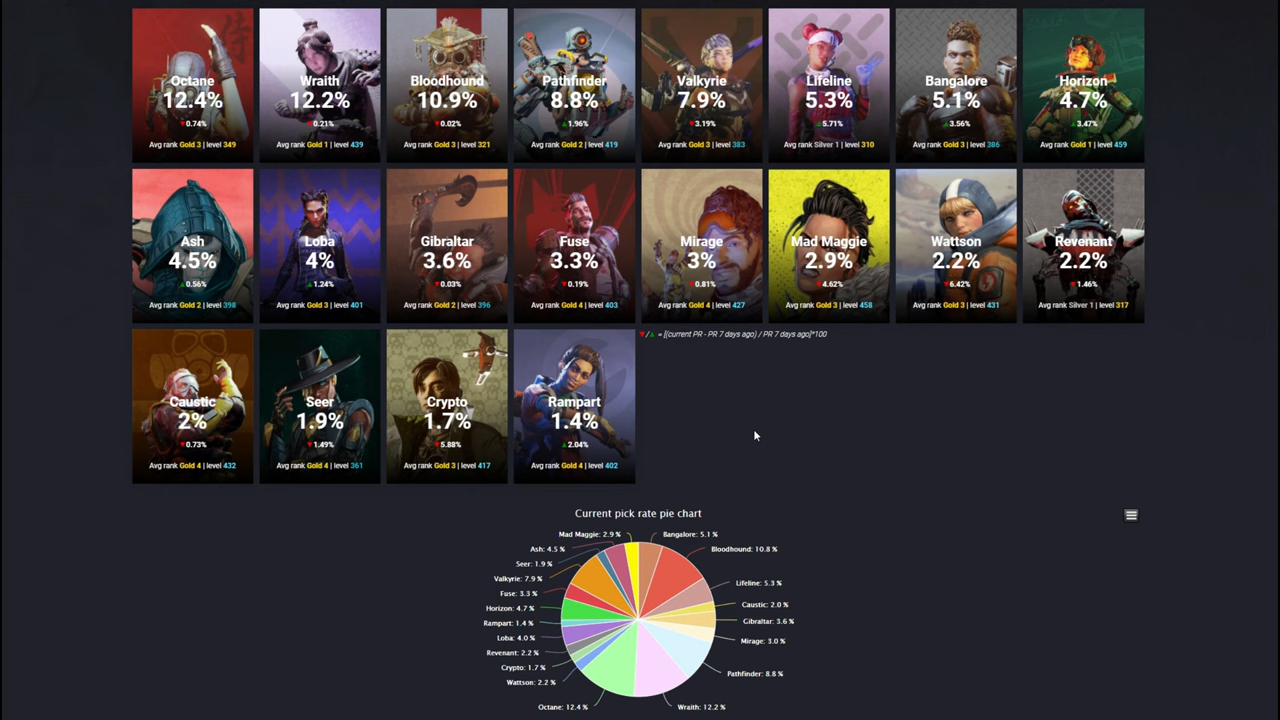 Octane
12.4%
▼0.74%
Avg rank Gold 3 | level 349
Wraith
12.2%
▼0.21%
Avg rank Gold 1 | level 439
Bloodhound
10.9%
▼0.02%
Avg rank Gold 3 | level 321
Pathfinder
8.8%
▲1.96%
Avg rank Gold 2 | level 419
Valkyrie
7.9%
▼3.19%
Avg rank Gold 3 | level 383
Lifeline
5.3%
▲5.71%
Avg rank Silver 1 | level 310
Bangalore
5.1%
▲3.56%
Avg rank Gold 3 | level 386
Horizon
4.7%
▲3.47%
Avg rank Gold 1 | level 459
Ash
4.5%
▲0.56%
Avg rank Gold 2 | level 398
Loba
4%
▲1.24%
Avg rank Gold 3 | level 401
Gibraltar
3.6%
▼0.03%
Avg rank Gold 2 | level 396
Fuse
3.3%
▼0.19%
Avg rank Gold 4 | level 403
Mirage
3%
▼0.81%
Avg rank Gold 4 | level 427
Mad Maggie
2.9%
▼4.62%
Avg rank Gold 3 | level 458
Wattson
2.2%
▼6.42%
Avg rank Gold 3 | level 431
Revenant
2.2%
▼1.46%
Avg rank Silver 1 | level 317
Caustic
2%
▼0.73%
Avg rank Gold 4 | level 432
Seer
1.9%
▼1.49%
Avg rank Gold 4 | level 361
Crypto
1.7%
▼5.88%
Avg rank Gold 3 | level 417
Rampart
1.4%
▲2.04%
Avg rank Gold 4 | level 402
▼/▲ = [(current PR - PR 7 days ago) / PR 7 days ago]*100
Current pick rate pie chart
Mad Maggie: 2.9 %
Bangalore: 5.1 %
Ash: 4.5 %
Bloodhound: 10.8 %
Seer: 1.9 %
Valkyrie: 7.9 %
Lifeline: 5.3 %
Fuse: 3.3 %
Caustic: 2.0 %
Horizon: 4.7 %
Gibraltar: 3.6 %
Rampart: 1.4 %
Loba: 4.0 %
Mirage: 3.0 %
Revenant: 2.2 %
Crypto: 1.7 %
Pathfinder: 8.8 %
Wattson: 2.2 %
Octane: 12.4 %
Wraith: 12.2 %